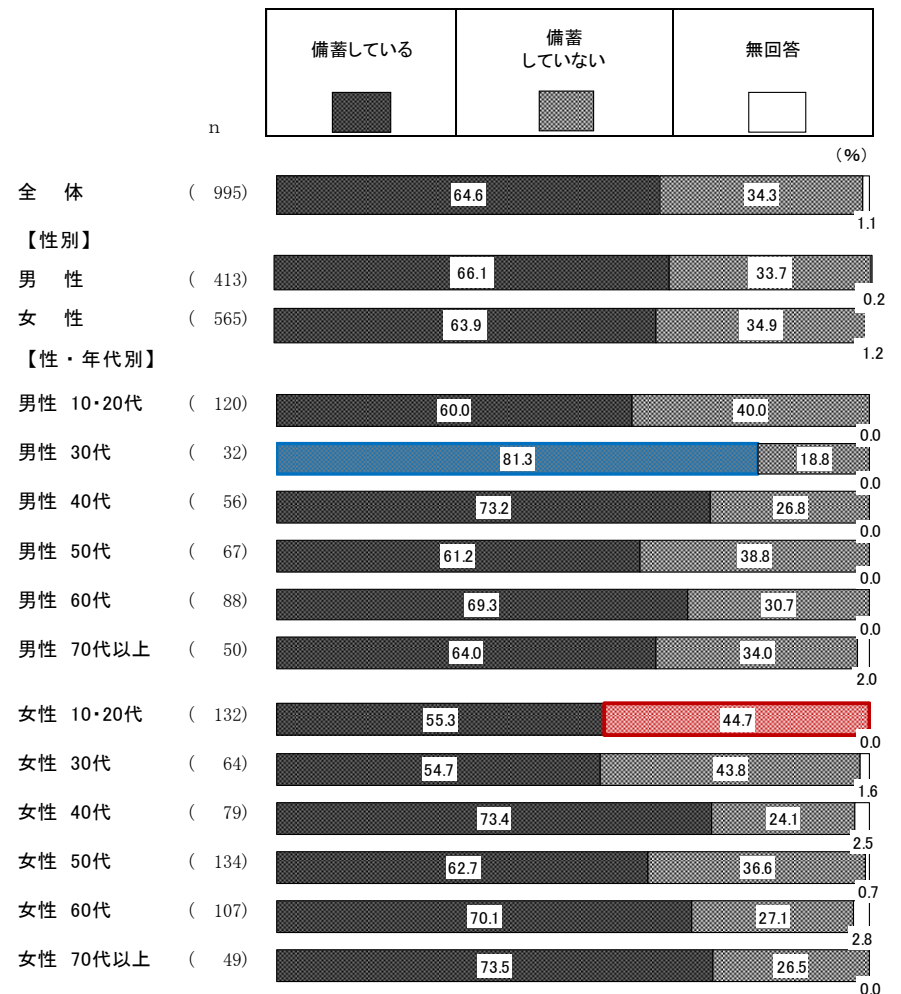 備蓄している 備蓄 無回答
していない
n
(%)
全 体 ( 995) 64.6 34.3 1.1
【性別】
男 性 ( 413) 66.1 33.7 0.2
女 性 ( 565) 63.9 34.9 1.2
【性・年代別】
男性 10・20代 ( 120) 60.0 40.0 0.0
男性 30代 ( 32) 81.3 18.8 0.0
男性 40代 ( 56) 73.2 26.8 0.0
男性 50代 ( 67) 61.2 38.8 0.0
男性 60代 ( 88) 69.3 30.7 0.0
男性 70代以上 ( 50) 64.0 34.0 2.0
女性 10・20代 ( 132) 55.3 44.7 0.0
女性 30代 ( 64) 54.7 43.8 1.6
女性 40代 ( 79) 73.4 24.1 2.5
女性 50代 ( 134) 62.7 36.6 0.7
女性 60代 ( 107) 70.1 27.1 2.8
女性 70代以上 ( 49) 73.5 26.5 0.0